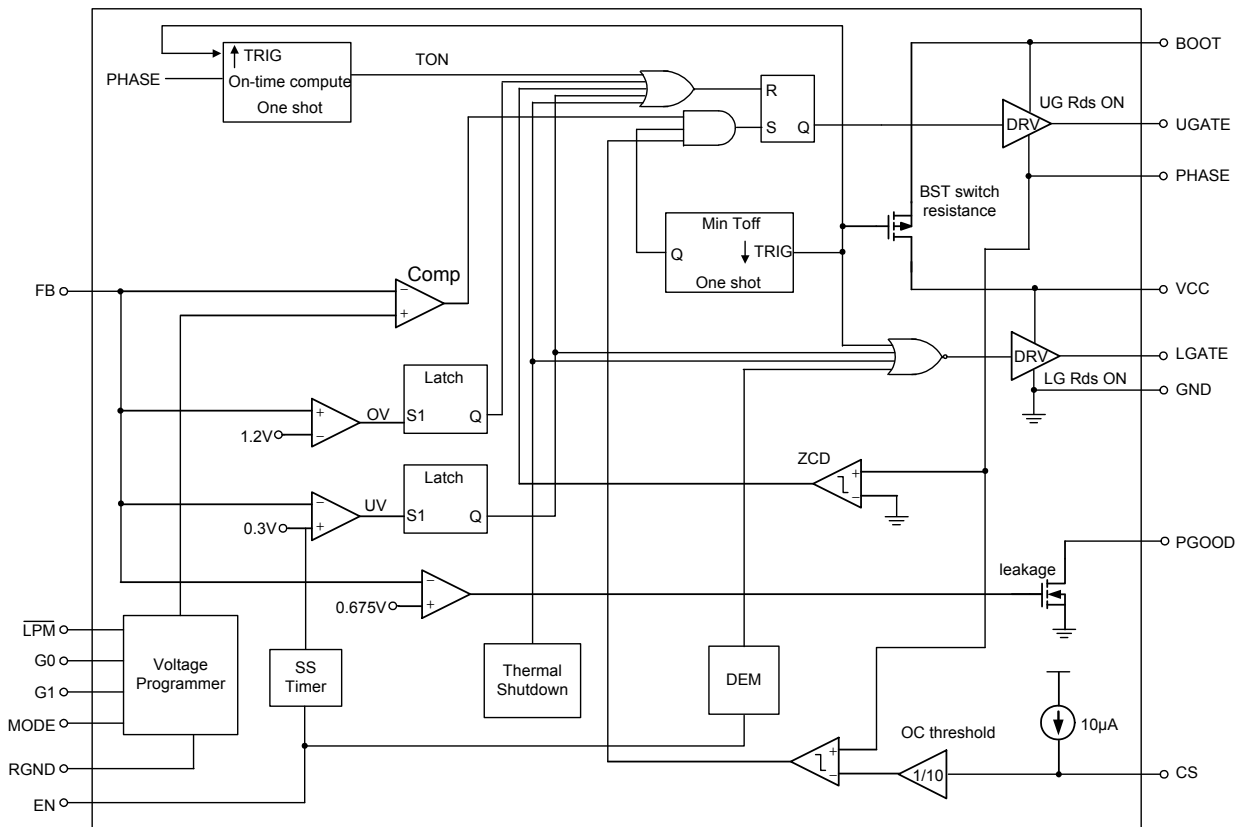 TRIG
PHASE
On-time compute
One shot
TON
R
S
Q
BOOT
UG Rds ON
DRV
UGATE
PHASE
BST switch
resistance
Min Toff
Q
TRIG
One shot
FB
Comp
−
+
VCC
DRV
LGATE
LG Rds ON
GND
Latch
S1
Q
OV
+
−
1.2V
ZCD
+
−
Latch
S1
Q
UV
−
+
0.3V
PGOOD
leakage
−
+
0.675V
LPM
G0
G1
MODE
RGND
EN
Voltage
Programmer
SS
Timer
Thermal
Shutdown
DEM
10µA
OC threshold
+
−
1/10
CS